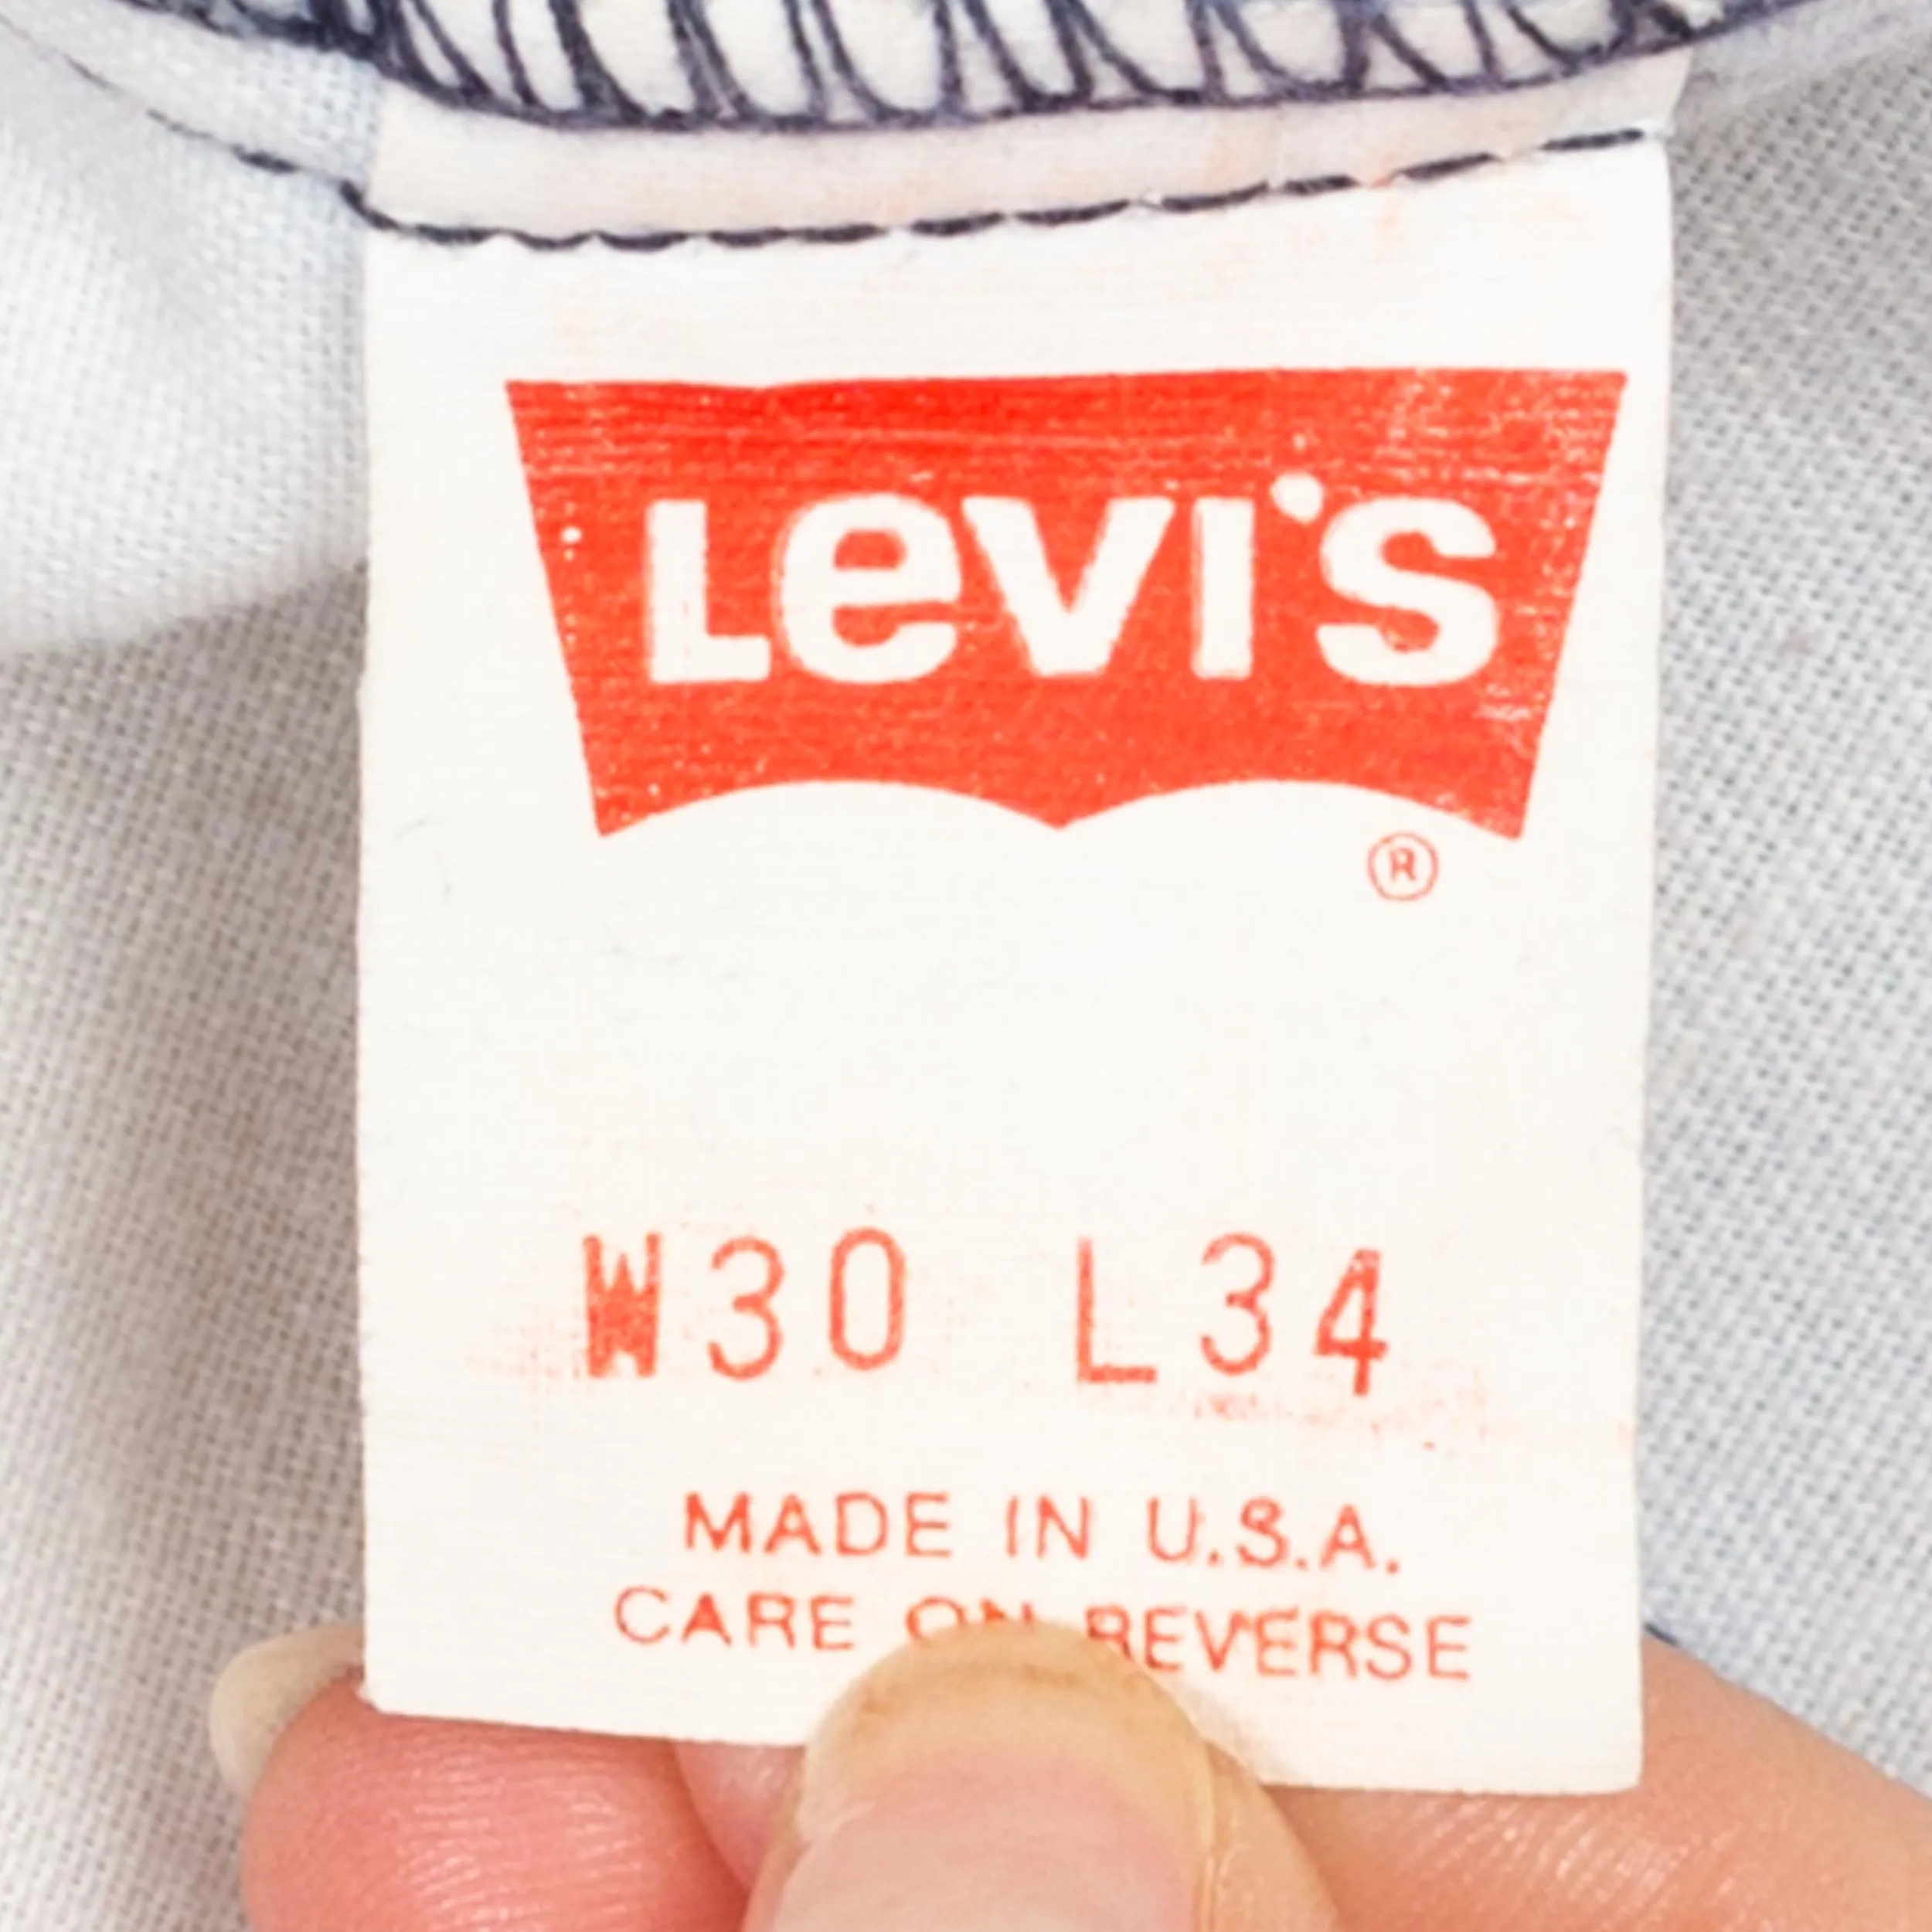 Levi's
®
W30 L34
MADE IN U.S.A.
CARE ON REVERSE